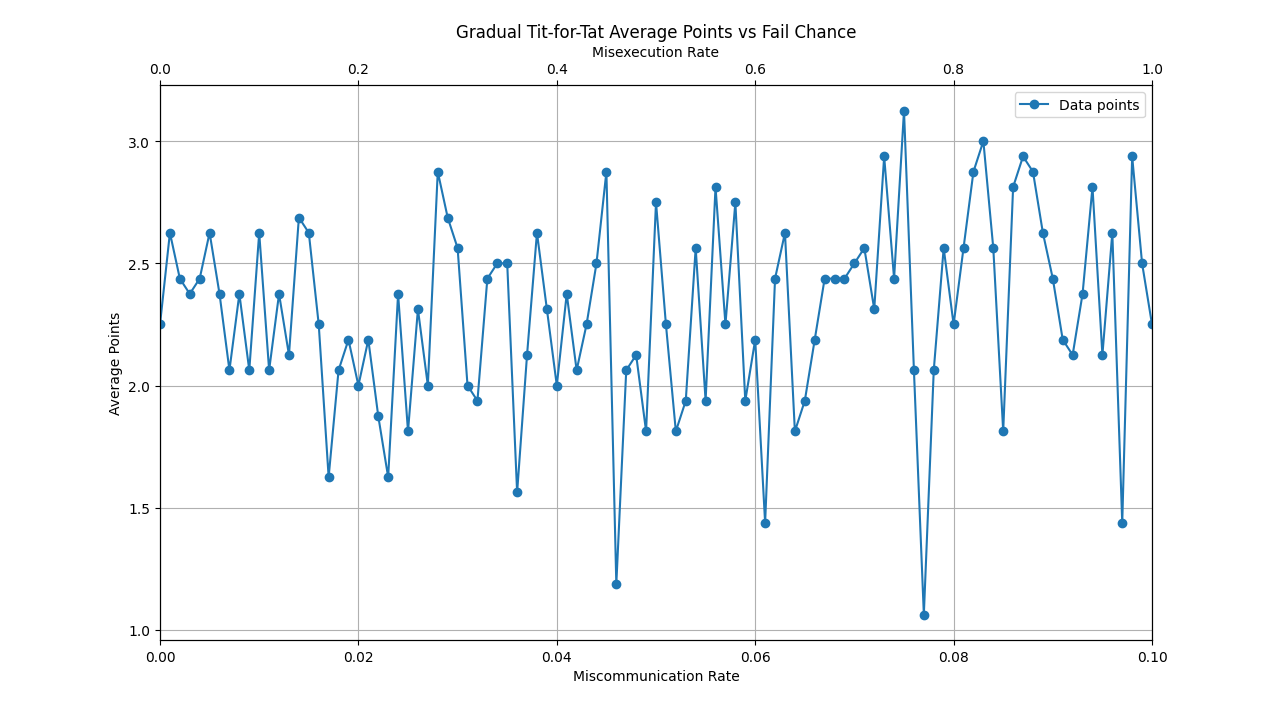 Gradual Tit-for-Tat Average Points vs Fail Chance
Misexecution Rate
0.0 0.2 0.4 0.6 0.8 1.0
Data points
3.0
2.5
2.0
1.5
1.0
Average Points
0.00 0.02 0.04 0.06 0.08 0.10
Miscommunication Rate